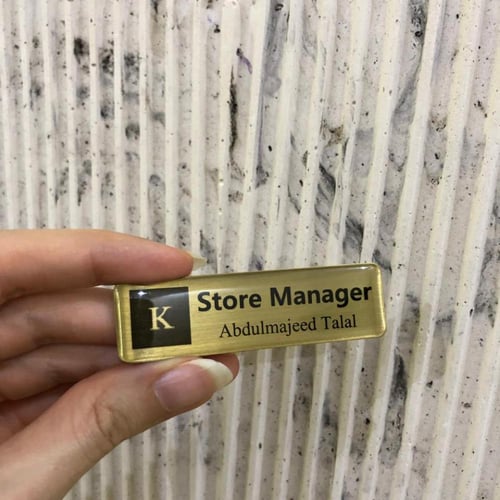 K
Store Manager
Abdulmajeed Talal